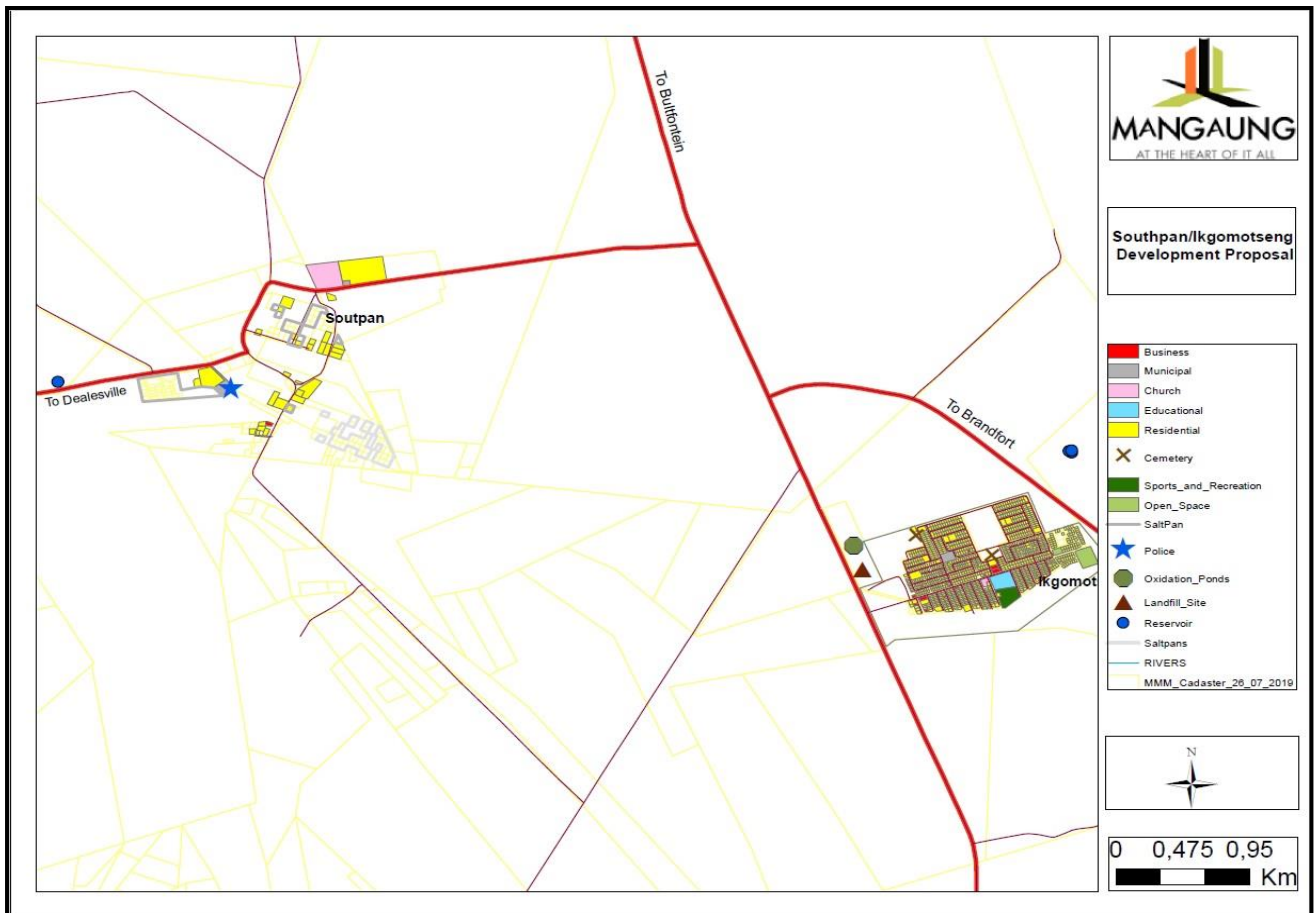 To Bultfontein
Soutpan
To Dealesville
To Brandfort
Ikgomot
MANGAUNG
AT THE HEART OF IT ALL
Southpan/Ikgomotseng
Development Proposal
Business
Municipal
Church
Educational
Residential
Cemetery
Sports_and_Recreation
Open_Space
SaltPan
Police
Oxidation_Ponds
Landfill_Site
Reservoir
Saltpans
RIVERS
MMM_Cadaster_26_07_2019
N
0 0,475 0,95
Km